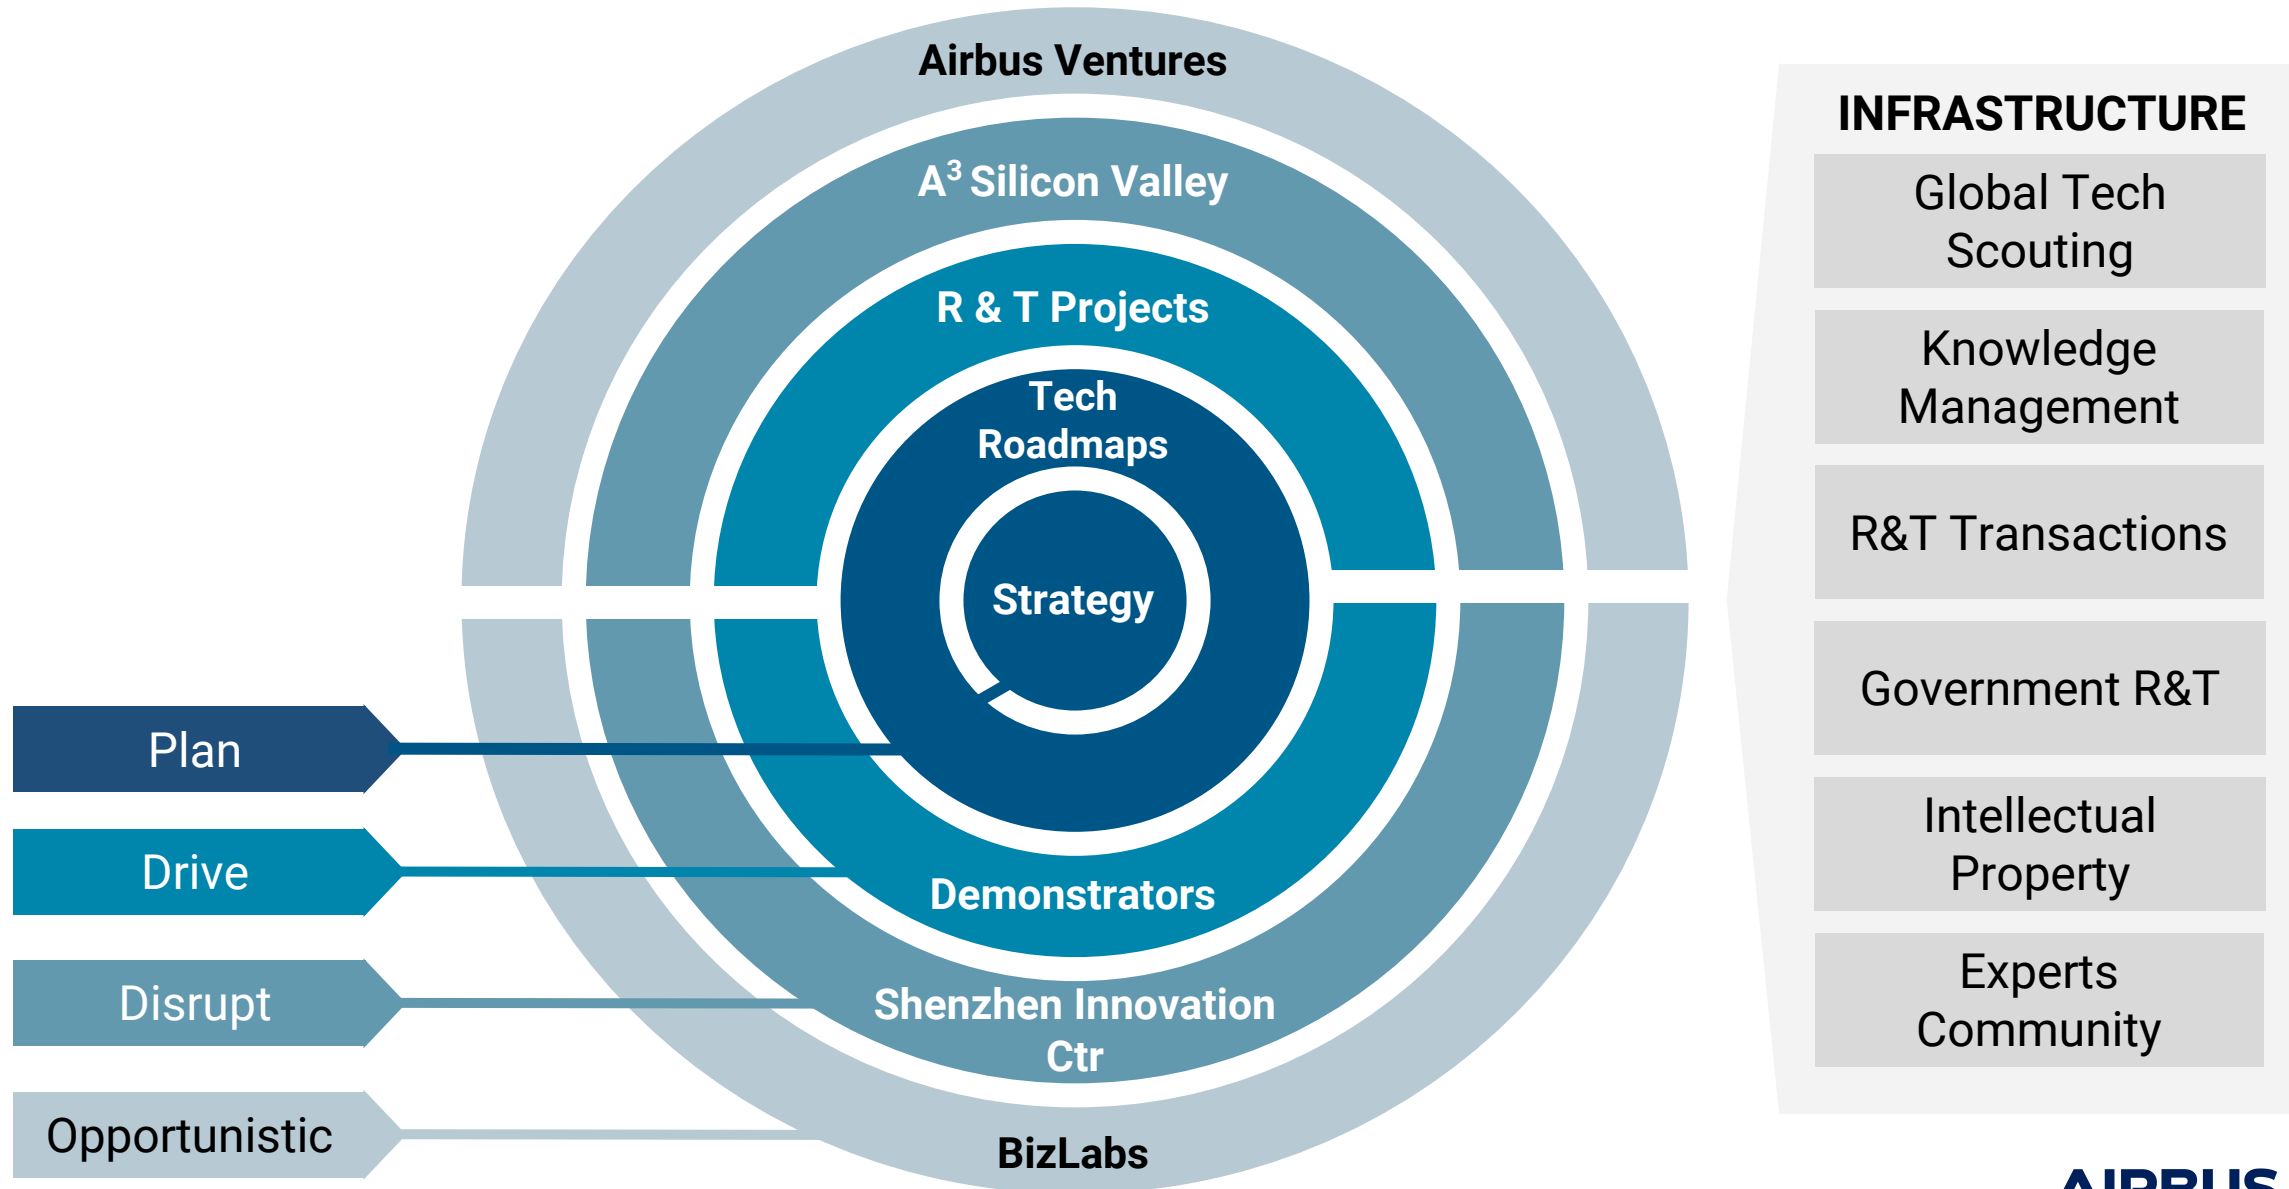 Airbus Ventures
A³ Silicon Valley
R & T Projects
Tech
Roadmaps
Strategy
Demonstrators
Shenzhen Innovation
Ctr
BizLabs
Plan
Drive
Disrupt
Opportunistic
INFRASTRUCTURE
Global Tech
Scouting
Knowledge
Management
R&T Transactions
Government R&T
Intellectual
Property
Experts
Community
AIRBUS